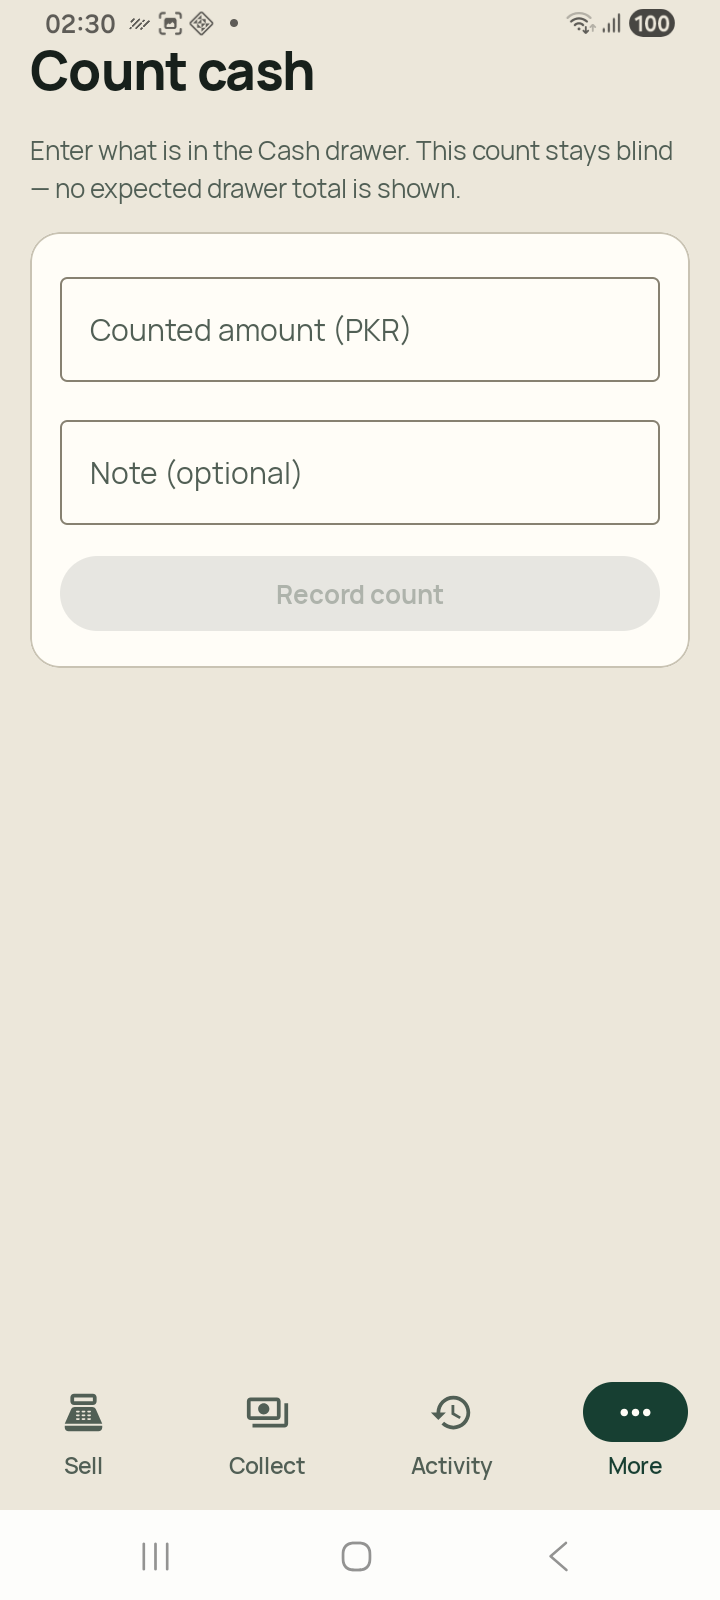 02:30
100
Count cash
Enter what is in the Cash drawer. This count stays blind
— no expected drawer total is shown.
Counted amount (PKR)
Note (optional)
Record count
Sell
Collect
Activity
More